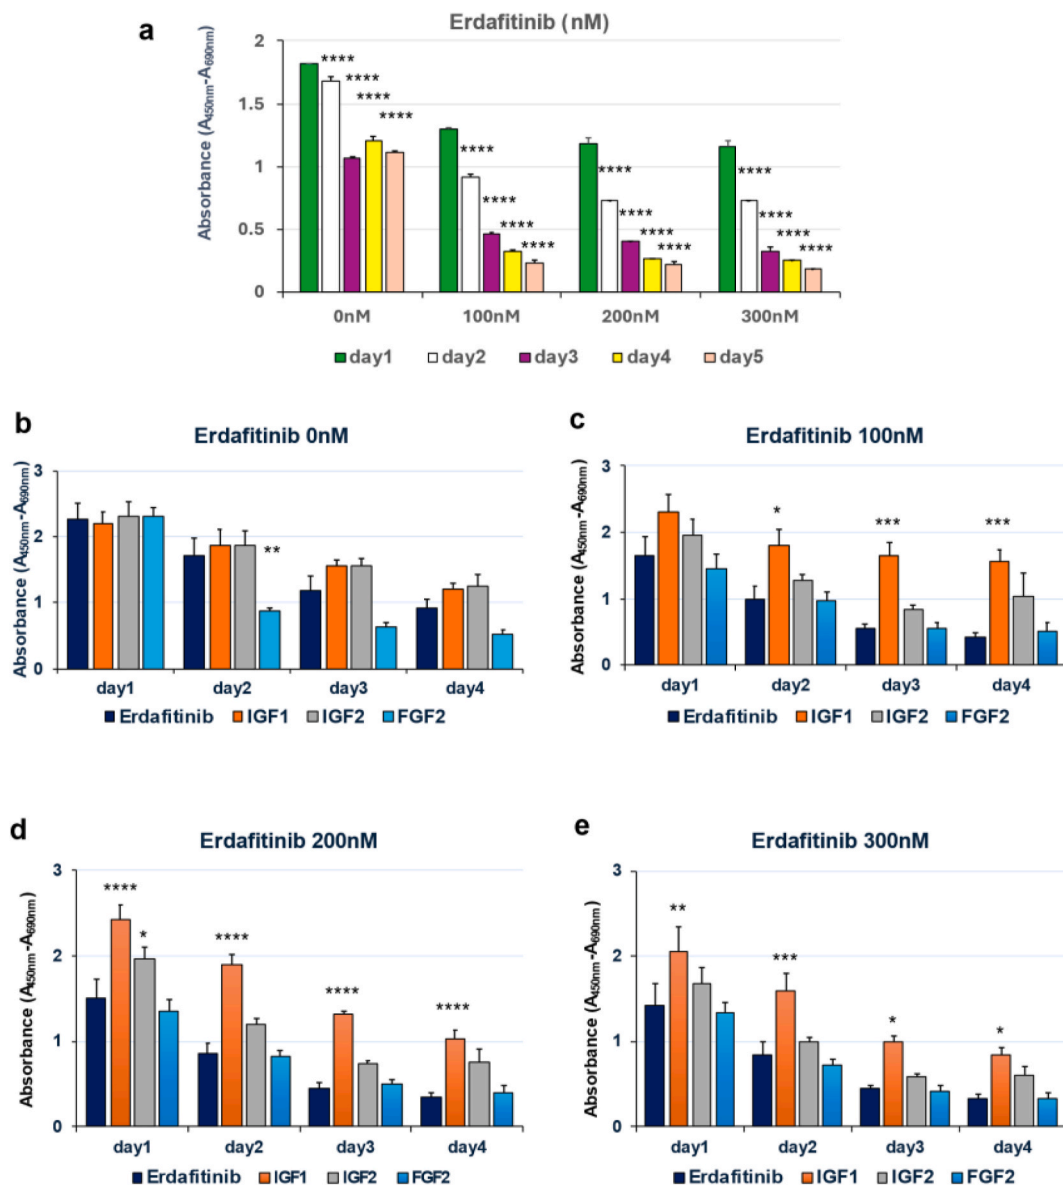 a
Erdafitinib (nM)
Absorbance (A450nm-A690nm)
2
1.5
1
0.5
0
**** **** **** ****
**** **** **** ****
**** **** **** ****
**** **** **** ****
0nM 100nM 200nM 300nM
day1 day2 day3 day4 day5
b
Erdafitinib 0nM
Absorbance (A450nm-A690nm)
3
2
1
0
**
day1 day2 day3 day4
Erdafitinib IGF1 IGF2 FGF2
c
Erdafitinib 100nM
Absorbance (A450nm-A690nm)
3
2
1
0
* *** ***
day1 day2 day3 day4
Erdafitinib IGF1 IGF2 FGF2
d
Erdafitinib 200nM
Absorbance (A450nm-A690nm)
3
2
1
0
**** * **** **** ****
day1 day2 day3 day4
Erdafitinib IGF1 IGF2 FGF2
e
Erdafitinib 300nM
Absorbance (A450nm-A690nm)
3
2
1
0
** *** * *
day1 day2 day3 day4
Erdafitinib IGF1 IGF2 FGF2